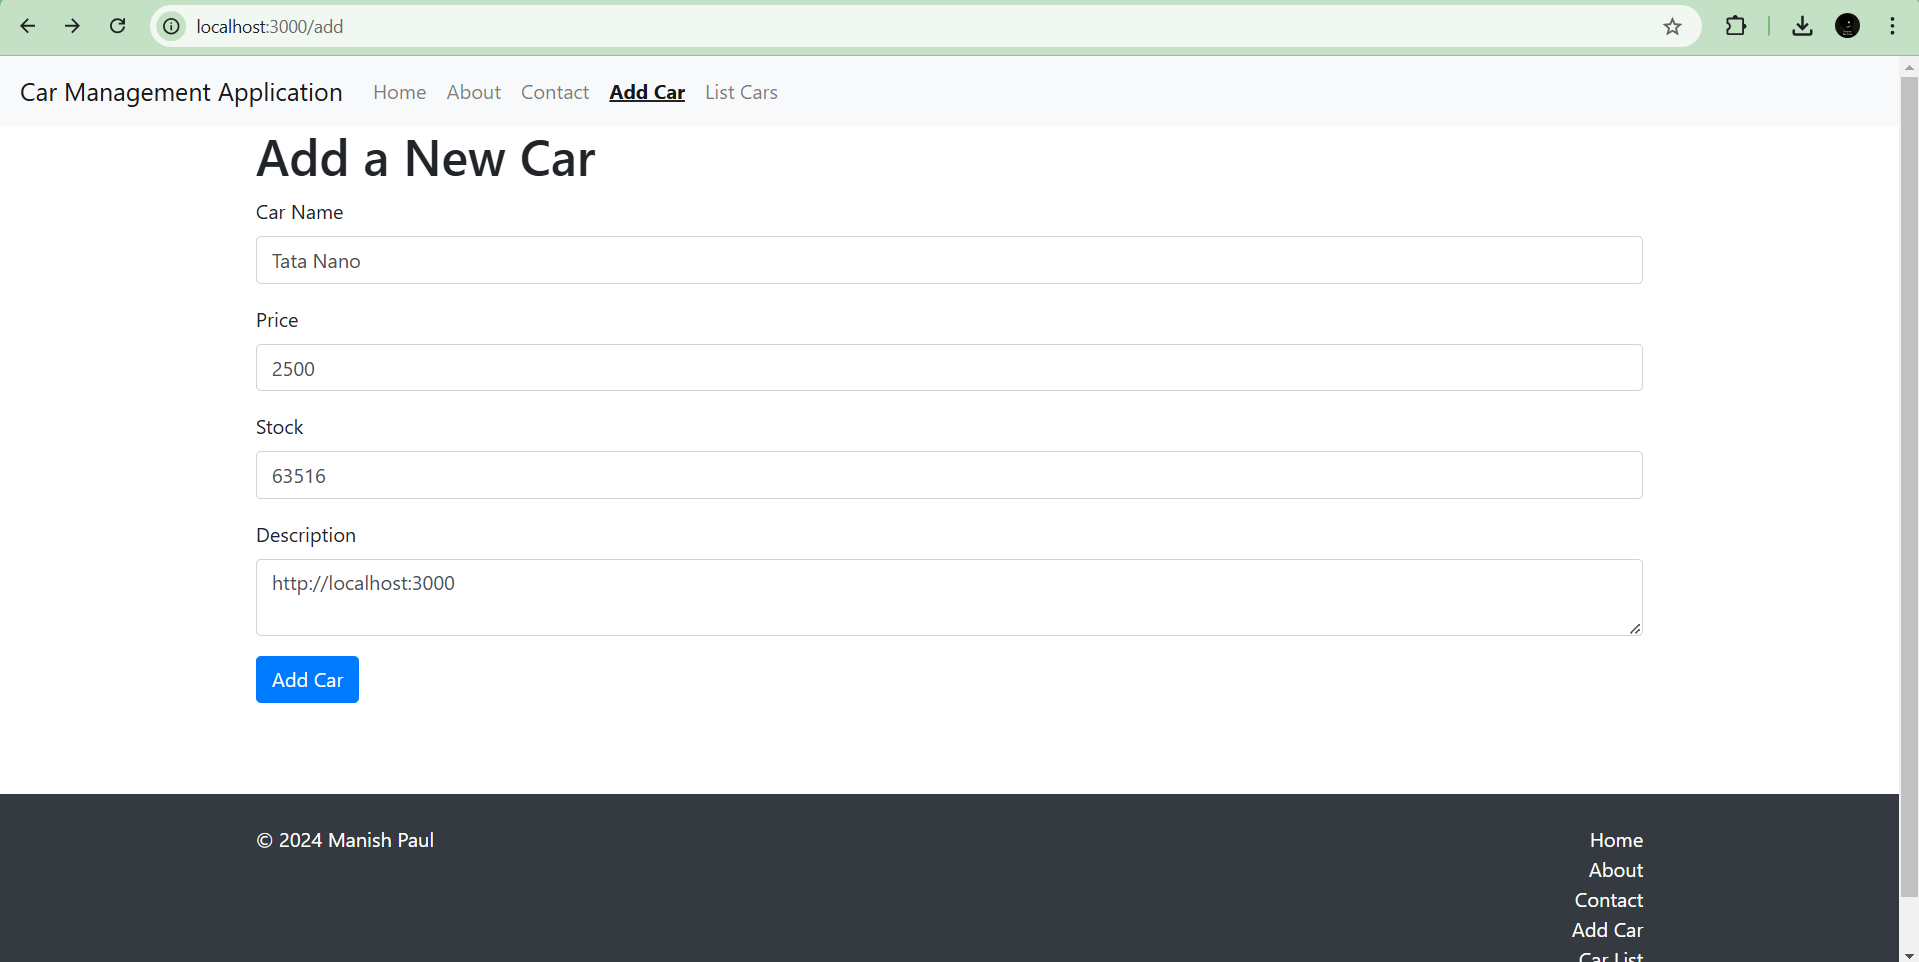 localhost:3000/add
Car Management Application Home About Contact Add Car List Cars
Add a New Car
Car Name
Tata Nano
Price
2500
Stock
63516
Description
http://localhost:3000
Add Car
© 2024 Manish Paul
Home
About
Contact
Add Car
Car List